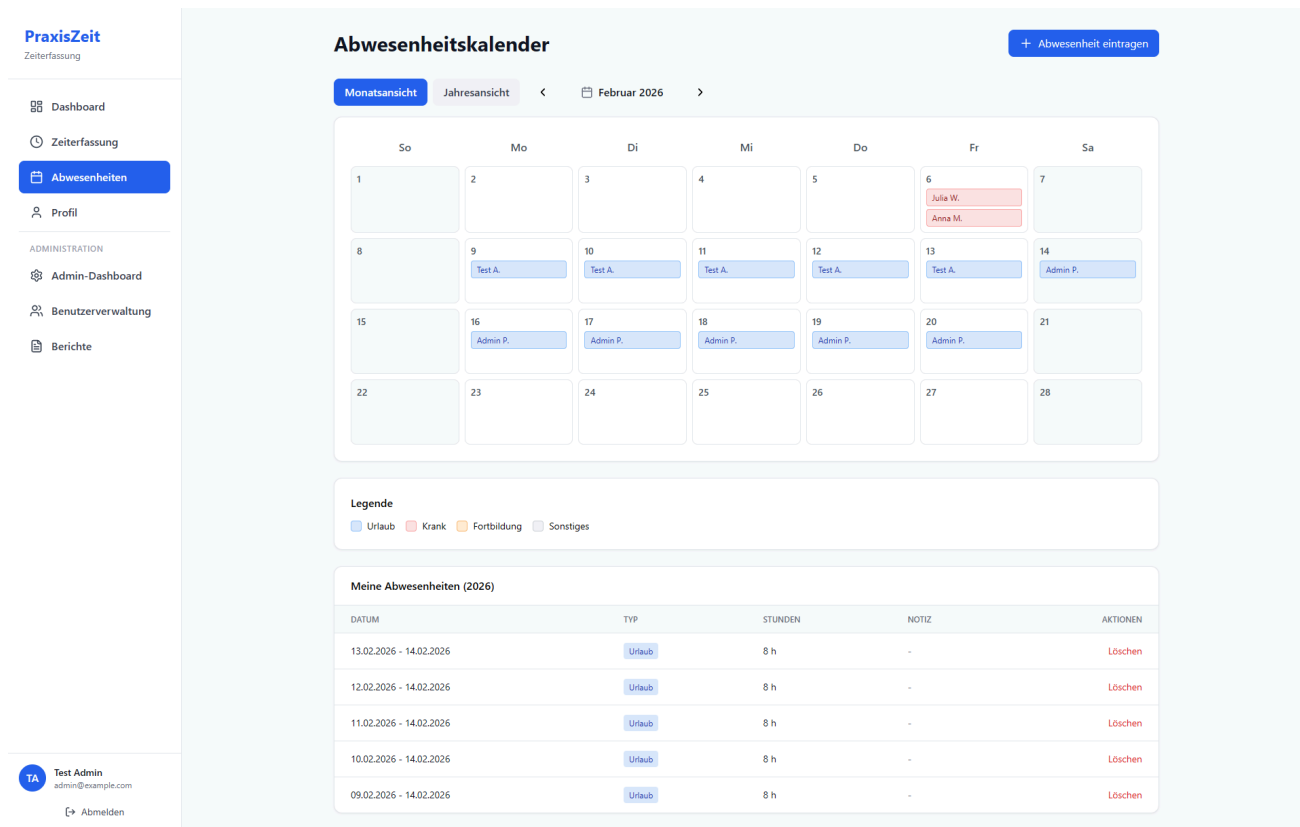 PraxisZeit
Zeiterfassung
Dashboard
Zeiterfassung
Abwesenheiten
Profil
ADMINISTRATION
Admin-Dashboard
Benutzerverwaltung
Berichte
TA
Test Admin
admin@example.com
Abmelden
Abwesenheitskalender
Abwesenheit eintragen
Monatsansicht Jahresansicht Februar 2026
So Mo Di Mi Do Fr Sa
1 2 3 4 5 6 7
Julia W.
Anna M.
8 9 10 11 12 13 14
Test A. Test A. Test A. Test A. Test A. Admin P.
15 16 17 18 19 20 21
Admin P. Admin P. Admin P. Admin P. Admin P.
22 23 24 25 26 27 28
Legende
Urlaub Krank Fortbildung Sonstiges
Meine Abwesenheiten (2026)
DATUM TYP STUNDEN NOTIZ AKTIONEN
13.02.2026 - 14.02.2026 Urlaub 8 h - Löschen
12.02.2026 - 14.02.2026 Urlaub 8 h - Löschen
11.02.2026 - 14.02.2026 Urlaub 8 h - Löschen
10.02.2026 - 14.02.2026 Urlaub 8 h - Löschen
09.02.2026 - 14.02.2026 Urlaub 8 h - Löschen